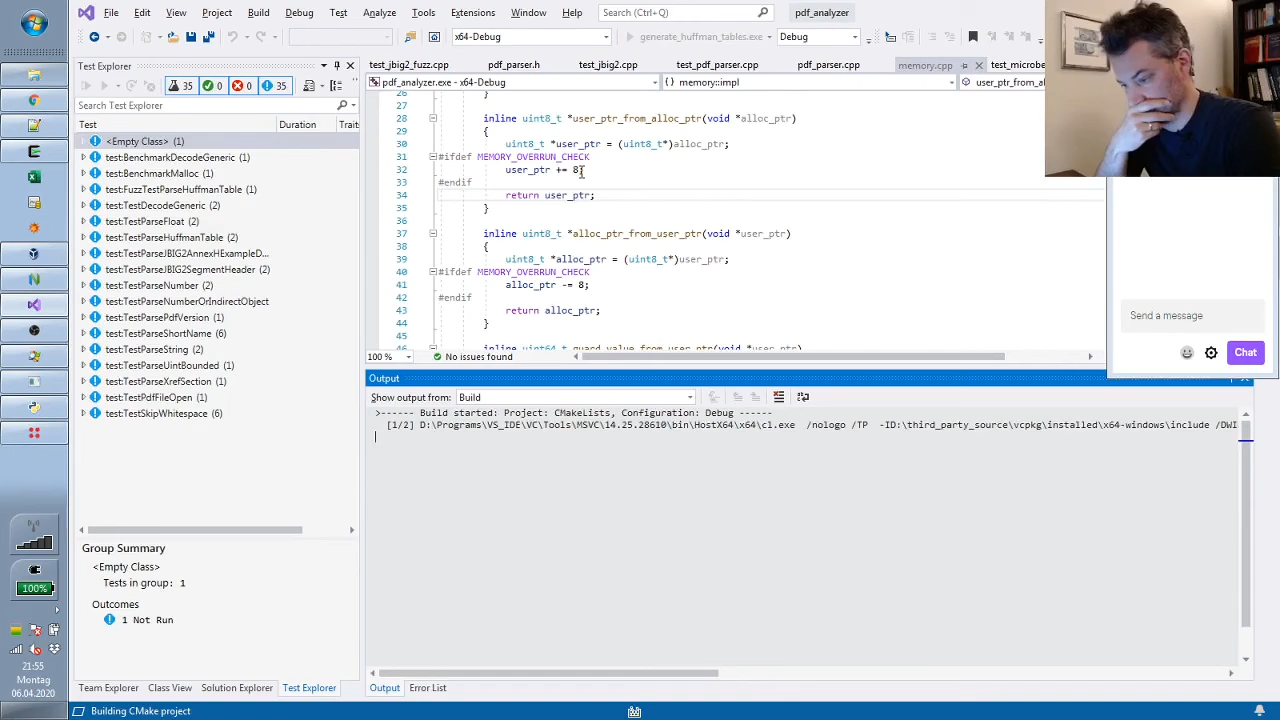 File Edit View Project Build Debug Test Analyze Tools Extensions Window Help Search (Ctrl+Q) pdf_analyzer
x64-Debug generate_huffman_tables.exe Debug
Test Explorer
35 0 0 35
Search Test Explorer
Test Duration Traits
<Empty Class> (1)
test:BenchmarkDecodeGeneric (1)
test:BenchmarkMalloc (1)
test:FuzzTestParseHuffmanTable (1)
test:TestDecodeGeneric (2)
test:TestParseFloat (2)
test:TestParseHuffmanTable (2)
test:TestParseJBIG2AnnexHExampleD...
test:TestParseJBIG2SegmentHeader (2)
test:TestParseNumber (2)
test:TestParseNumberOrIndirectObject
test:TestParsePdfVersion (1)
test:TestParseShortName (6)
test:TestParseString (2)
test:TestParseUintBounded (1)
test:TestParseXrefSection (1)
test:TestPdfFileOpen (1)
test:TestSkipWhitespace (6)
Group Summary
<Empty Class>
Tests in group: 1
Outcomes
1 Not Run
Team Explorer Class View Solution Explorer Test Explorer
test_jbig2_fuzz.cpp pdf_parser.h test_jbig2.cpp test_pdf_parser.cpp pdf_parser.cpp memory.cpp test_microbe
pdf_analyzer.exe - x64-Debug {} memory::impl user_ptr_from_al
26 }
27
28 inline uint8_t *user_ptr_from_alloc_ptr(void *alloc_ptr)
29 {
30 uint8_t *user_ptr = (uint8_t*)alloc_ptr;
31 #ifdef MEMORY_OVERRUN_CHECK
32 user_ptr += 8;
33 #endif
34 return user_ptr;
35 }
36
37 inline uint8_t *alloc_ptr_from_user_ptr(void *user_ptr)
38 {
39 uint8_t *alloc_ptr = (uint8_t*)user_ptr;
40 #ifdef MEMORY_OVERRUN_CHECK
41 alloc_ptr -= 8;
42 #endif
43 return alloc_ptr;
44 }
45
46 inline uint64_t guard_value_from_user_ptr(void *user_ptr)
100 % No issues found
Output
Show output from: Build
>------ Build started: Project: CMakeLists, Configuration: Debug ------
[1/2] D:\Programs\VS_IDE\VC\Tools\MSVC\14.25.28610\bin\HostX64\x64\cl.exe /nologo /TP -ID:\third_party_source\vcpkg\installed\x64-windows\include /DWI
Output Error List
Send a message
Chat
100%
21:55
Montag
06.04.2020
Building CMake project